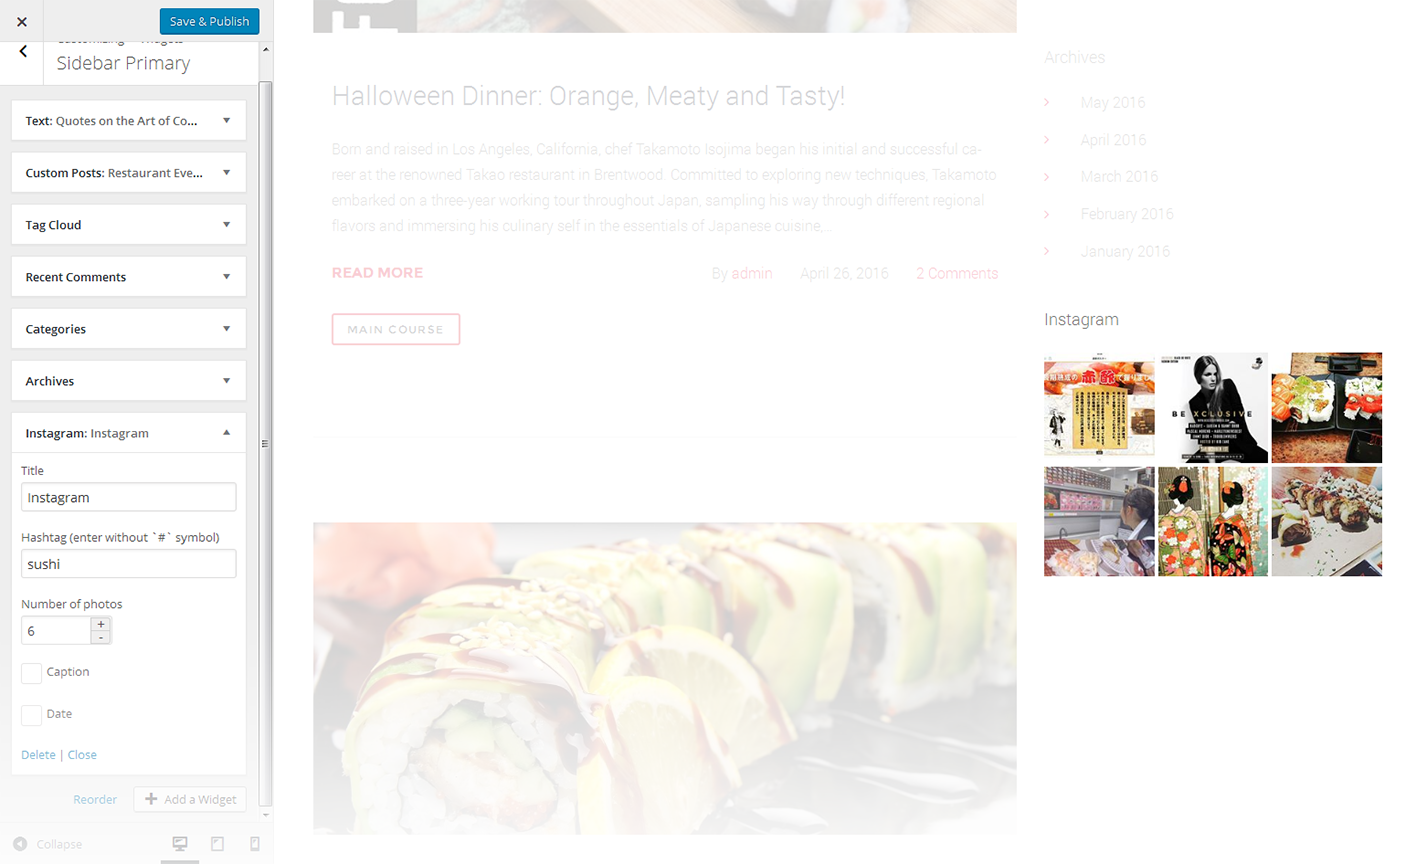 Save & Publish
Customizing Widgets
Sidebar Primary
Text: Quotes on the Art of Co...
Custom Posts: Restaurant Eve...
Tag Cloud
Recent Comments
Categories
Archives
Instagram: Instagram
Title
Instagram
Hashtag (enter without `#` symbol)
sushi
Number of photos
6
+
-
Caption
Date
Delete | Close
Reorder
Add a Widget
Collapse
Halloween Dinner: Orange, Meaty and Tasty!
Born and raised in Los Angeles, California, chef Takamoto Isojima began his initial and successful ca-
reer at the renowned Takao restaurant in Brentwood. Committed to exploring new techniques, Takamoto
embarked on a three-year working tour throughout Japan, sampling his way through different regional
flavors and immersing his culinary self in the essentials of Japanese cuisine,...
READ MORE
By admin
April 26, 2016
2 Comments
MAIN COURSE
Archives
May 2016
April 2016
March 2016
February 2016
January 2016
Instagram
赤酢
BE XCLUSIVE